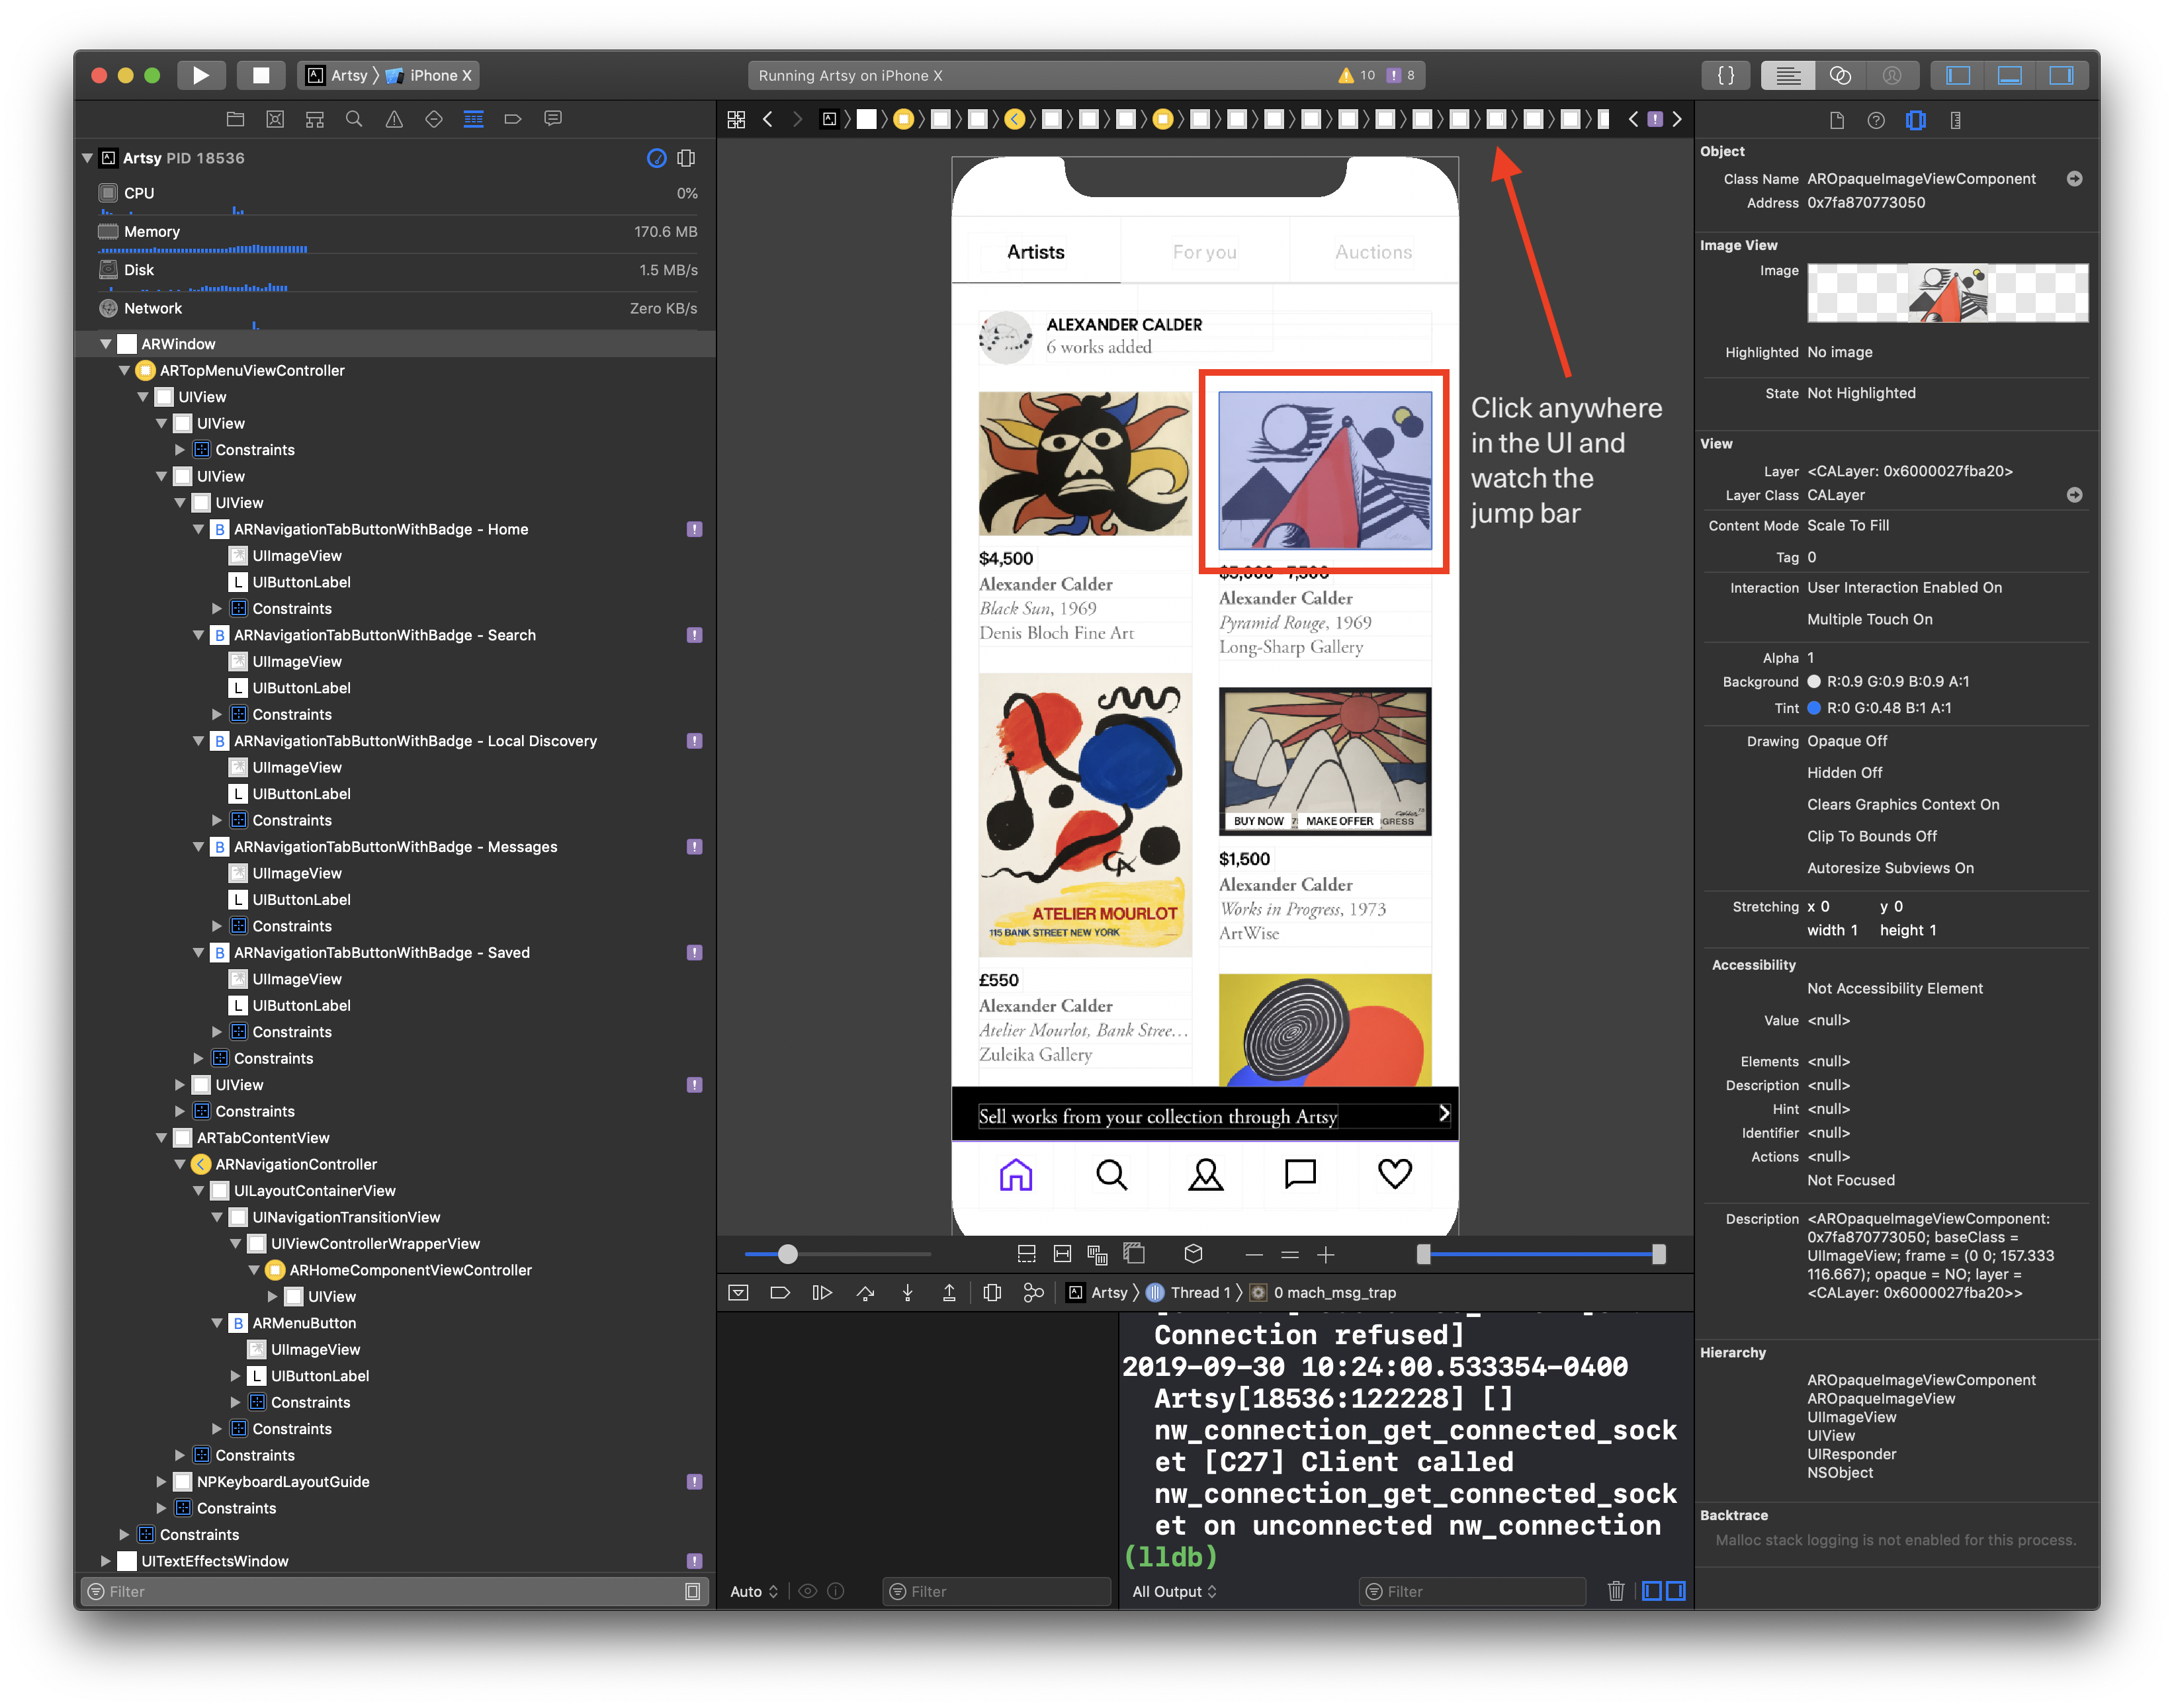 Artsy
iPhone X
Running Artsy on iPhone X
10
8
Artsy PID 18536
CPU
0%
Memory
170.6 MB
Disk
1.5 MB/s
Network
Zero KB/s
ARWindow
ARTopMenuViewController
UIView
UIView
Constraints
UIView
UIView
B ARNavigationTabButtonWithBadge - Home
UIImageView
L UIButtonLabel
Constraints
B ARNavigationTabButtonWithBadge - Search
UIImageView
L UIButtonLabel
Constraints
B ARNavigationTabButtonWithBadge - Local Discovery
UIImageView
L UIButtonLabel
Constraints
B ARNavigationTabButtonWithBadge - Messages
UIImageView
L UIButtonLabel
Constraints
B ARNavigationTabButtonWithBadge - Saved
UIImageView
L UIButtonLabel
Constraints
Constraints
UIView
Constraints
ARTabContentView
ARNavigationController
UILayoutContainerView
UINavigationTransitionView
UIViewControllerWrapperView
ARHomeComponentViewController
UIView
B ARMenuButton
UIImageView
L UIButtonLabel
Constraints
Constraints
Constraints
NPKeyboardLayoutGuide
Constraints
Constraints
UITextEffectsWindow
Filter
Artists
For you
Auctions
ALEXANDER CALDER
6 works added
$4,500
Alexander Calder
Black Sun, 1969
Denis Bloch Fine Art
$5,000–7,500
Alexander Calder
Pyramid Rouge, 1969
Long-Sharp Gallery
ATELIER MOURLOT
115 BANK STREET NEW YORK
£550
Alexander Calder
Atelier Mourlot, Bank Stree...
Zuleika Gallery
BUY NOW
MAKE OFFER
GRESS
$1,500
Alexander Calder
Works in Progress, 1973
ArtWise
Sell works from your collection through Artsy
Click anywhere
in the UI and
watch the
jump bar
Artsy
Thread 1
0 mach_msg_trap
Connection refused]
2019-09-30 10:24:00.533354-0400
Artsy[18536:122228] []
nw_connection_get_connected_sock
et [C27] Client called
nw_connection_get_connected_sock
et on unconnected nw_connection
(lldb)
Auto
Filter
All Output
Filter
Object
Class Name AROpaqueImageViewComponent
Address 0x7fa870773050
Image View
Image
Highlighted No image
State Not Highlighted
View
Layer <CALayer: 0x6000027fba20>
Layer Class CALayer
Content Mode Scale To Fill
Tag 0
Interaction User Interaction Enabled On
Multiple Touch On
Alpha 1
Background R:0.9 G:0.9 B:0.9 A:1
Tint R:0 G:0.48 B:1 A:1
Drawing Opaque Off
Hidden Off
Clears Graphics Context On
Clip To Bounds Off
Autoresize Subviews On
Stretching x 0 y 0
width 1 height 1
Accessibility
Not Accessibility Element
Value <null>
Elements <null>
Description <null>
Hint <null>
Identifier <null>
Actions <null>
Not Focused
Description <AROpaqueImageViewComponent:
0x7fa870773050; baseClass =
UIImageView; frame = (0 0; 157.333
116.667); opaque = NO; layer =
<CALayer: 0x6000027fba20>>
Hierarchy
AROpaqueImageViewComponent
AROpaqueImageView
UIImageView
UIView
UIResponder
NSObject
Backtrace
Malloc stack logging is not enabled for this process.